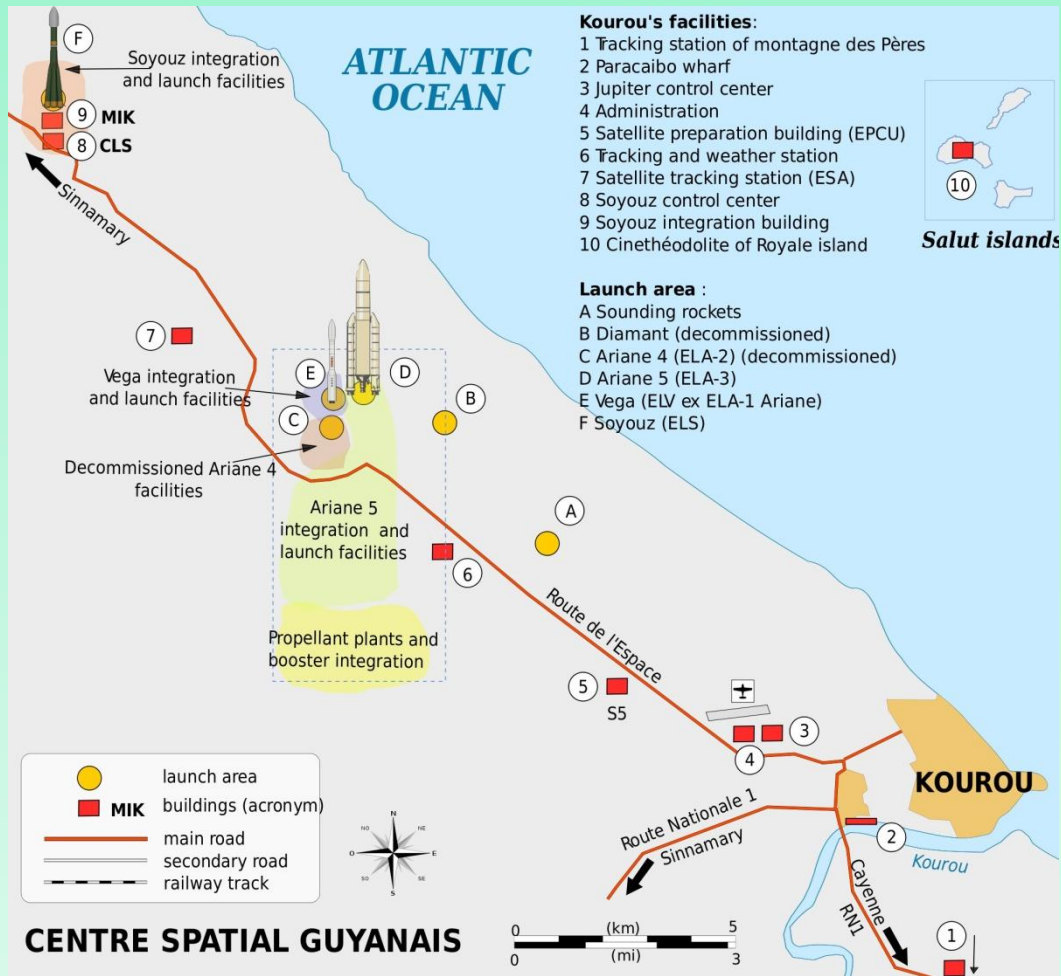 F
Soyouz integration
and launch facilities
9 MIK
8 CLS
Sinnamary
ATLANTIC
OCEAN
Kourou's facilities:
1 Tracking station of montagne des Pères
2 Paracaibo wharf
3 Jupiter control center
4 Administration
5 Satellite preparation building (EPCU)
6 Tracking and weather station
7 Satellite tracking station (ESA)
8 Soyouz control center
9 Soyouz integration building
10 Cinethéodolite of Royale island
10
Salut islands
Launch area :
A Sounding rockets
B Diamant (decommissioned)
C Ariane 4 (ELA-2) (decommissioned)
D Ariane 5 (ELA-3)
E Vega (ELV ex ELA-1 Ariane)
F Soyouz (ELS)
7
Vega integration
and launch facilities
E
D
C
B
Decommissioned Ariane 4
facilities
Ariane 5
integration and
launch facilities
A
6
Propellant plants and
booster integration
Route de l'Espace
5
S5
3
4
KOUROU
2
Kourou
Route Nationale 1
Sinnamary
Cayenne
RN1
1
launch area
MIK buildings (acronym)
main road
secondary road
railway track
N
NO NE
O E
SO SE
S
0 (km) 5
0 (mi) 3
CENTRE SPATIAL GUYANAIS